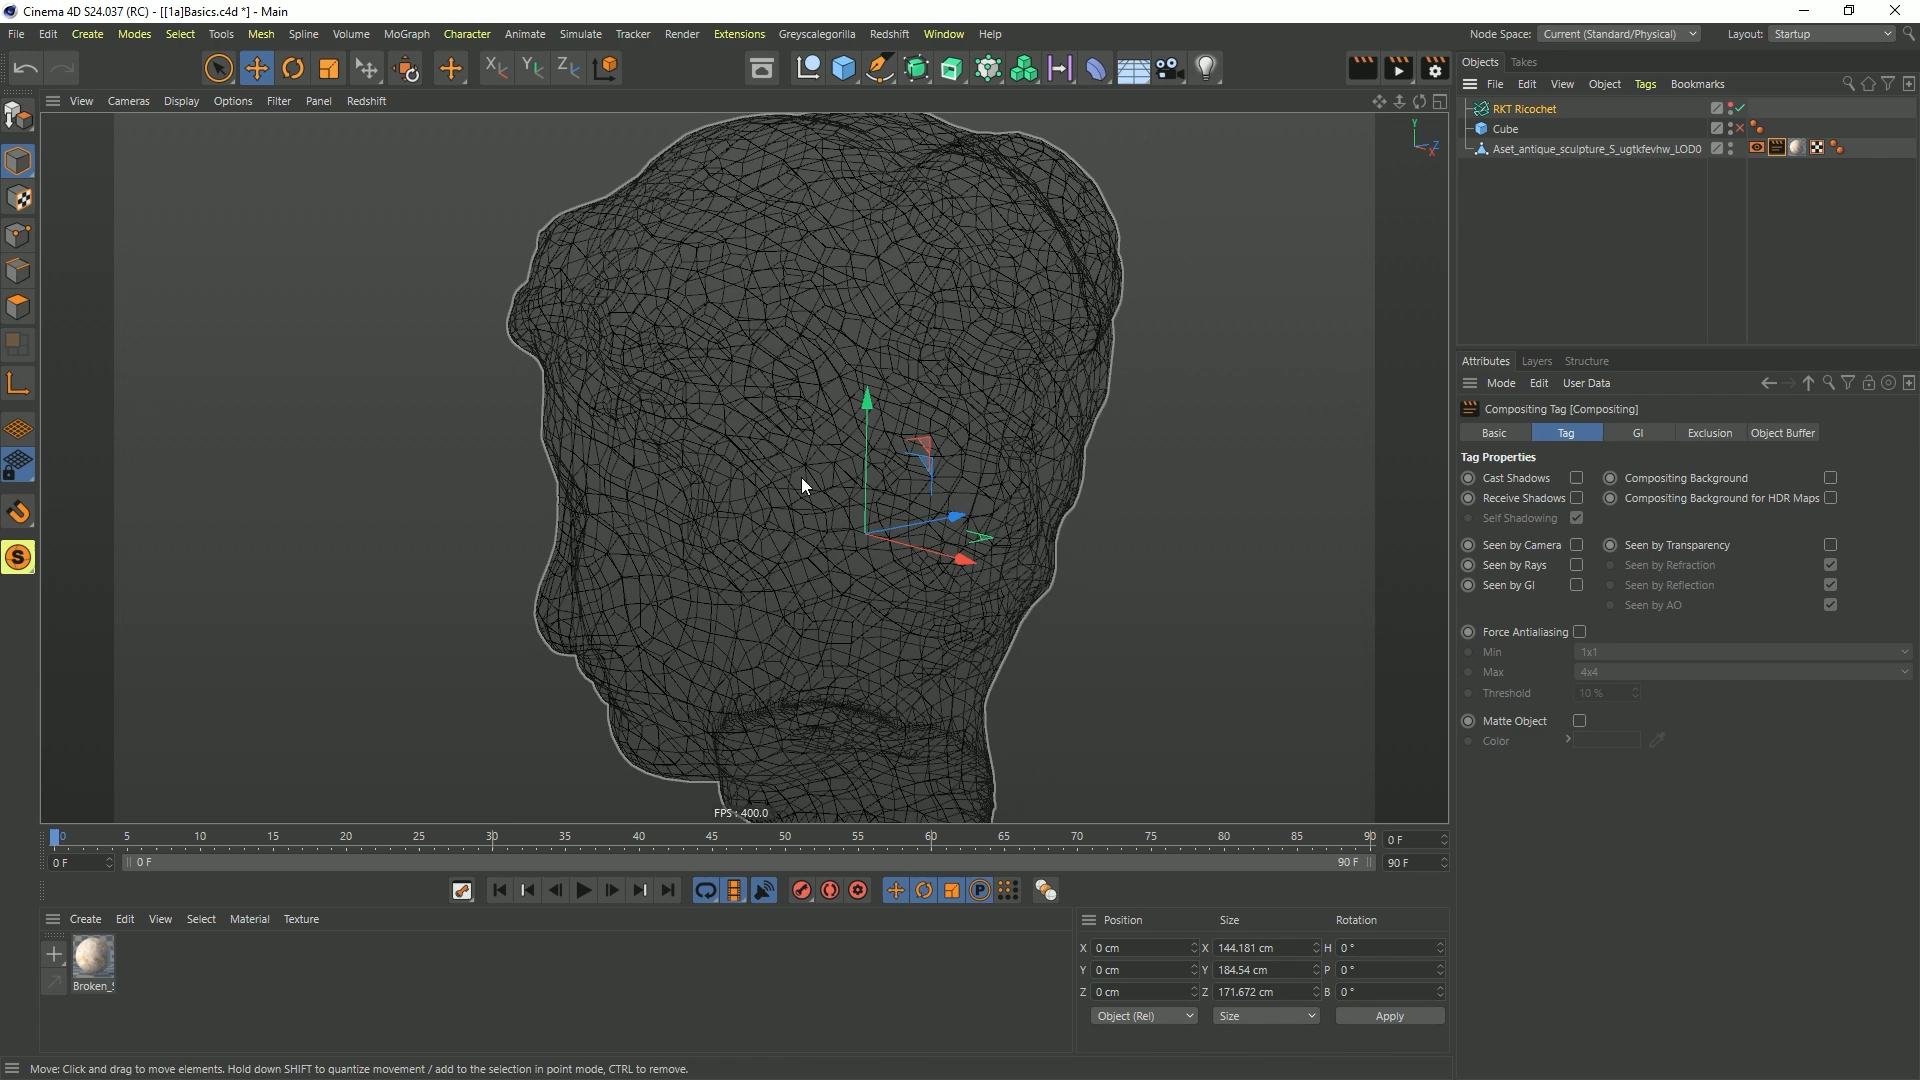 Cinema 4D S24.037 (RC) - [[1a]Basics.c4d *] - Main
File Edit Create Modes Select Tools Mesh Spline Volume MoGraph Character Animate Simulate Tracker Render Extensions Greyscalegorilla Redshift Window Help
Node Space: Current (Standard/Physical) Layout: Startup
Objects Takes
File Edit View Object Tags Bookmarks
View Cameras Display Options Filter Panel Redshift
RKT Ricochet
Cube
Aset_antique_sculpture_S_ugtkfevhw_LOD0
Y
Z
X
Attributes Layers Structure
Mode Edit User Data
Compositing Tag [Compositing]
Basic Tag GI Exclusion Object Buffer
Tag Properties
Cast Shadows Compositing Background
Receive Shadows Compositing Background for HDR Maps
Self Shadowing
Seen by Camera Seen by Transparency
Seen by Rays Seen by Refraction
Seen by GI Seen by Reflection
Seen by AO
Force Antialiasing
Min 1x1
Max 4x4
Threshold 10 %
Matte Object
Color
FPS : 400.0
0 5 10 15 20 25 30 35 40 45 50 55 60 65 70 75 80 85 90 0 F
0 F 0 F 90 F 90 F
Create Edit View Select Material Texture
Broken_S
Position Size Rotation
X 0 cm X 144.181 cm H 0 °
Y 0 cm Y 184.54 cm P 0 °
Z 0 cm Z 171.672 cm B 0 °
Object (Rel) Size Apply
Move: Click and drag to move elements. Hold down SHIFT to quantize movement / add to the selection in point mode, CTRL to remove.